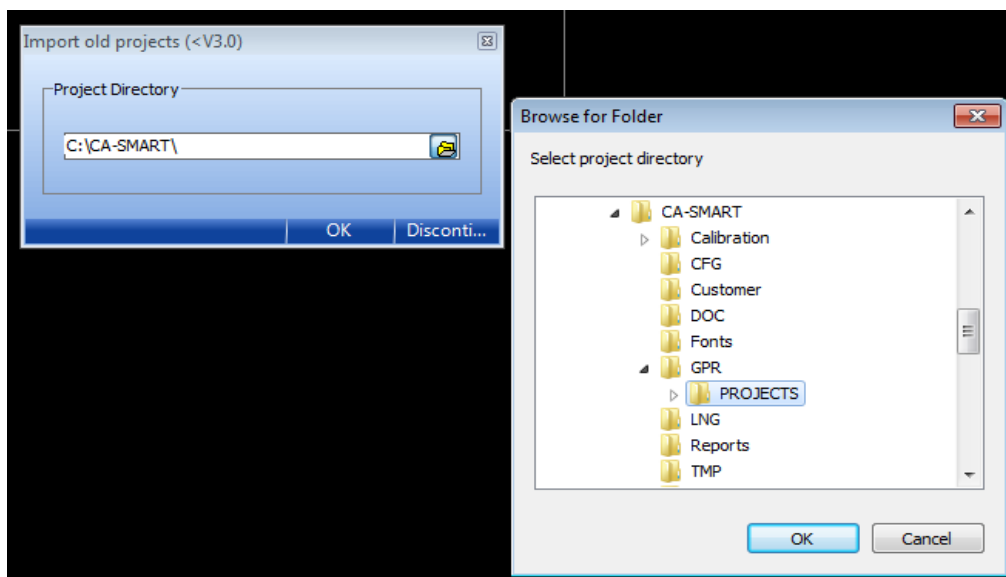 Import old projects (<V3.0)
Project Directory
C:\CA-SMART\
OK
Disconti...
Browse for Folder
Select project directory
CA-SMART
Calibration
CFG
Customer
DOC
Fonts
GPR
PROJECTS
LNG
Reports
TMP
OK
Cancel